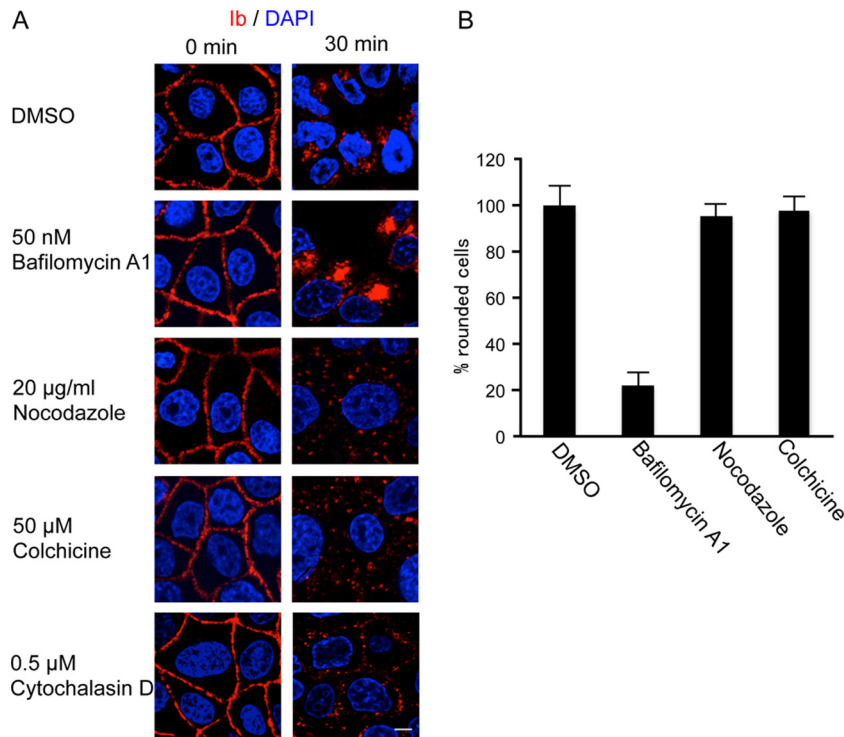 A
Ib / DAPI
0 min
30 min
DMSO
50 nM
Bafilomycin A1
20 µg/ml
Nocodazole
50 µM
Colchicine
0.5 µM
Cytochalasin D
B
% rounded cells
120
100
80
60
40
20
0
DMSO
Bafilomycin A1
Nocodazole
Colchicine